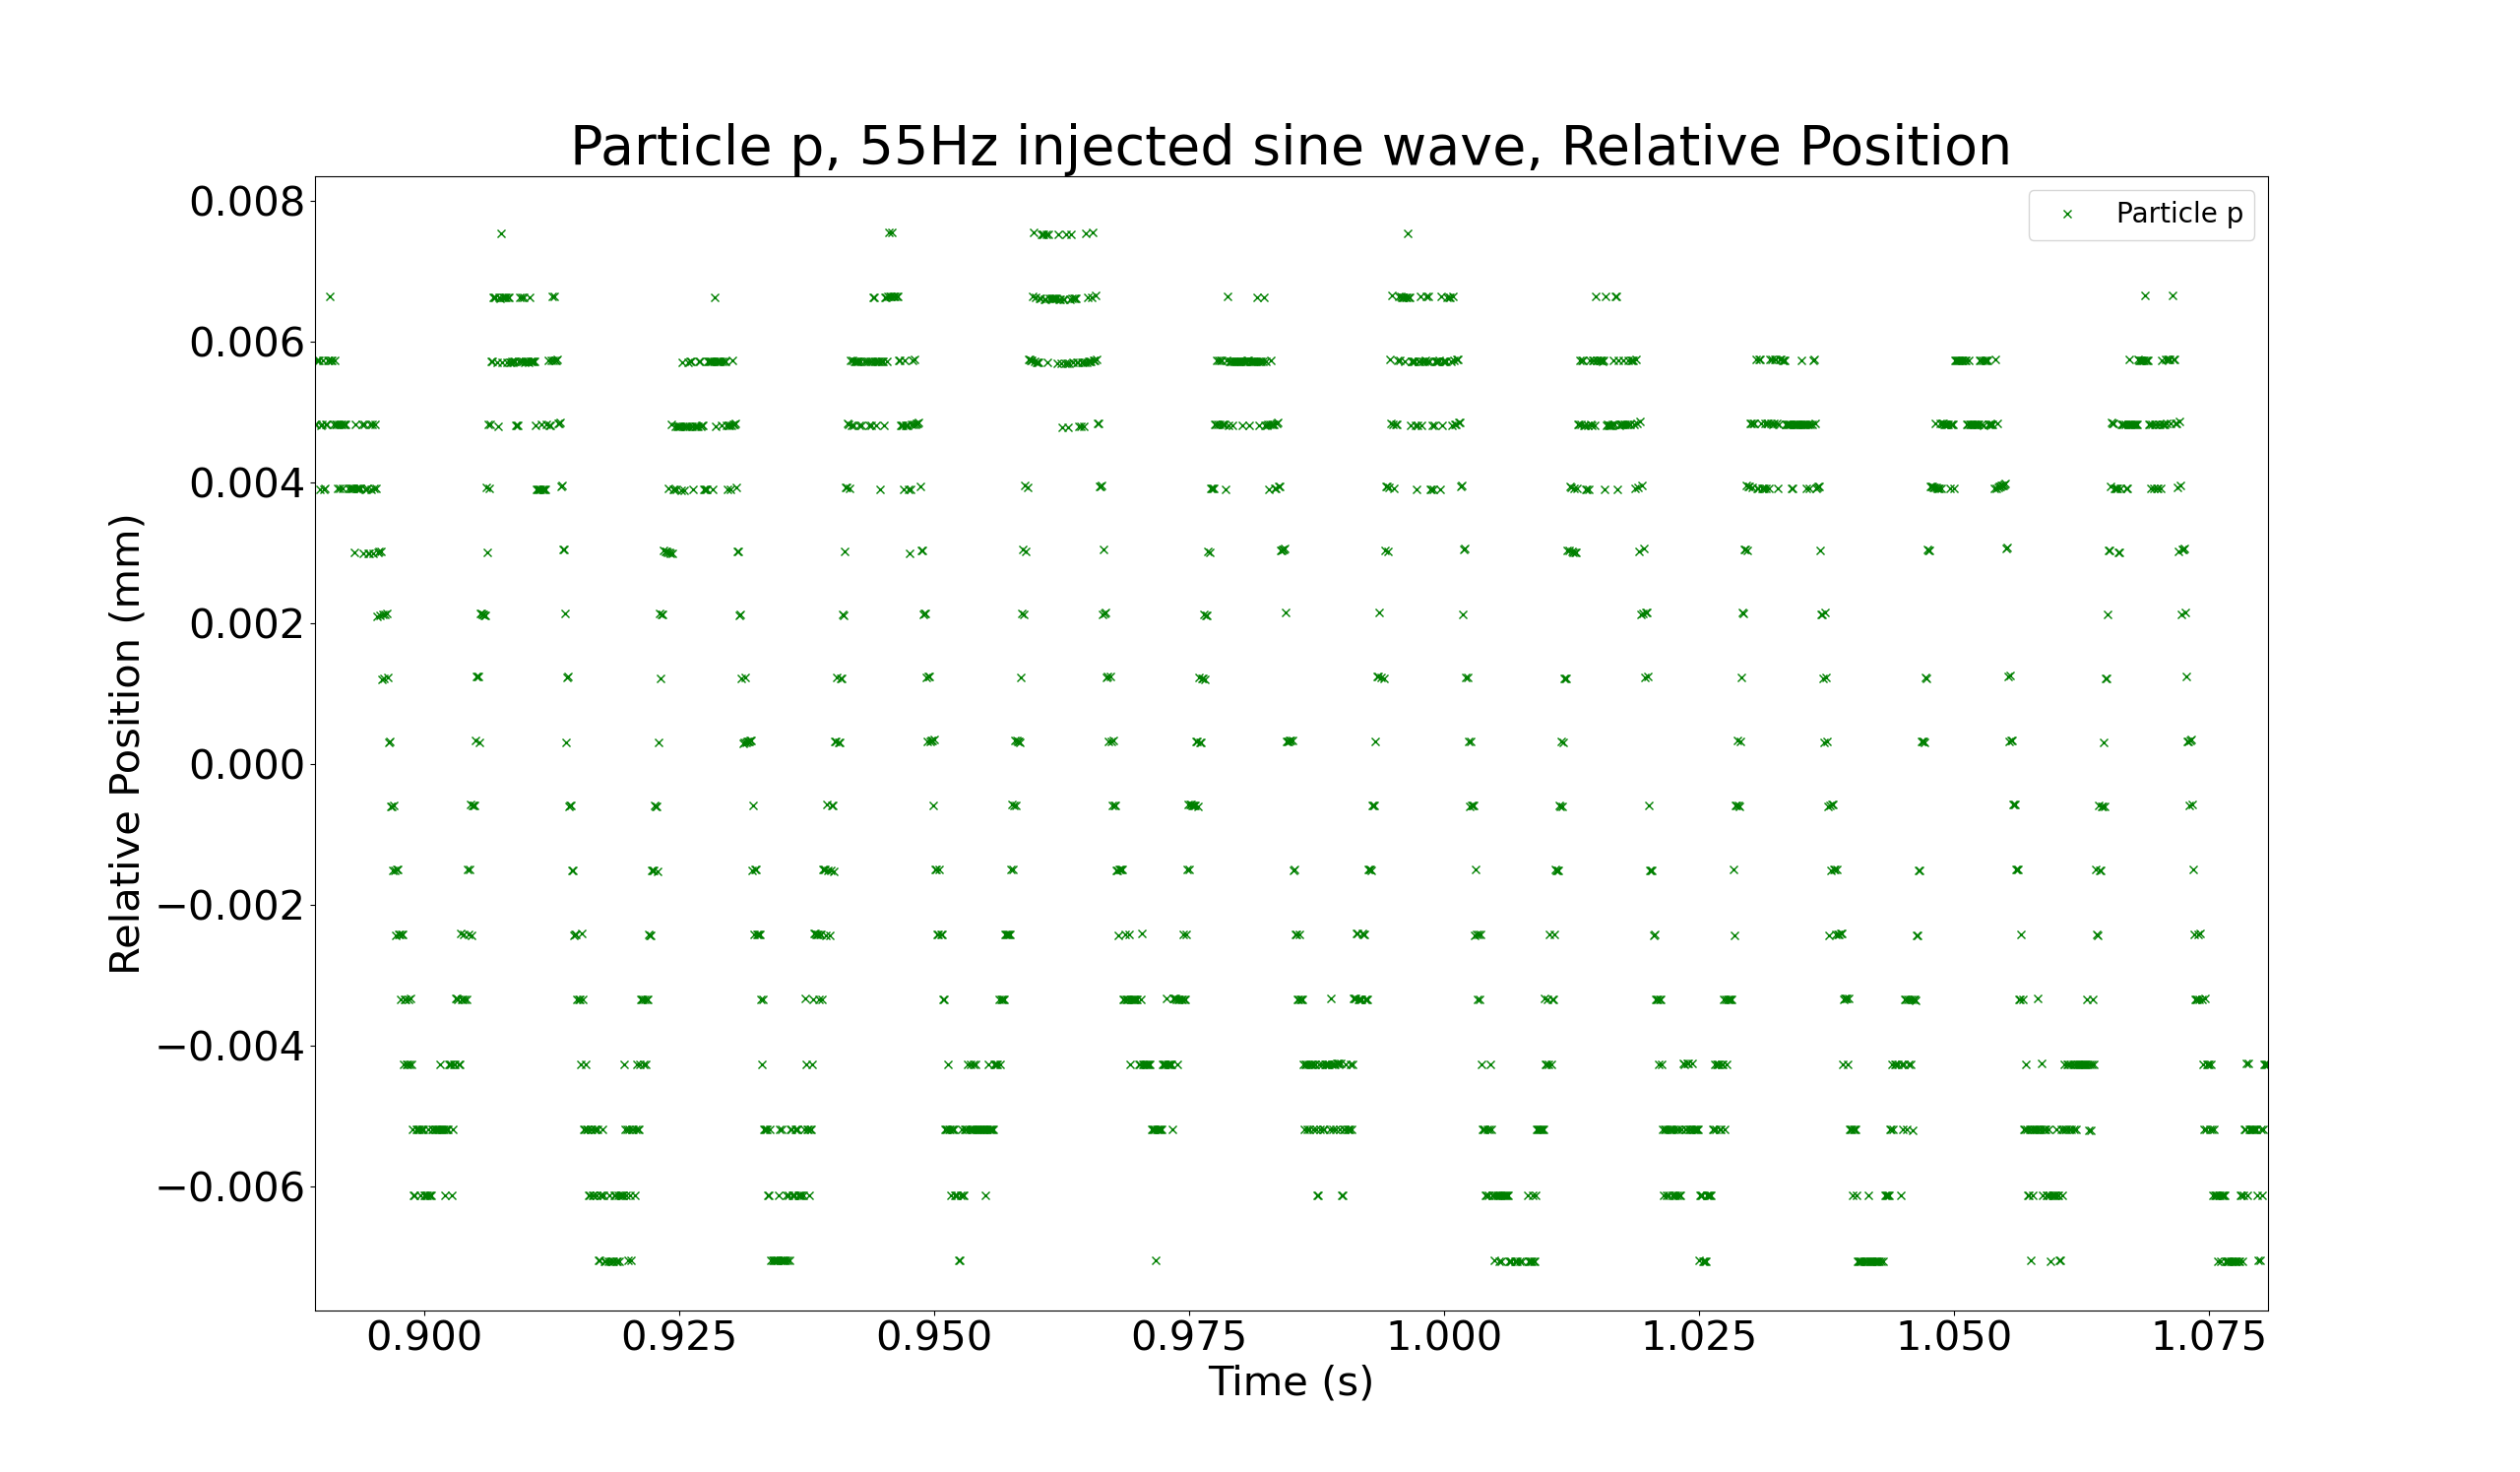 Particle p, 55Hz injected sine wave, Relative Position
Particle p
0.008
0.006
0.004
0.002
0.000
−0.002
−0.004
−0.006
Relative Position (mm)
0.900 0.925 0.950 0.975 1.000 1.025 1.050 1.075
Time (s)